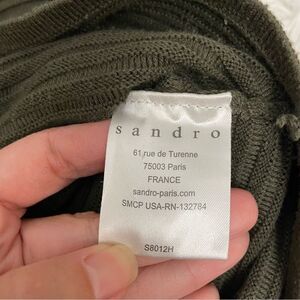 sandro
61 rue de Turenne
75003 Paris
FRANCE
sandro-paris.com
SMCP USA-RN-132784
S8012H